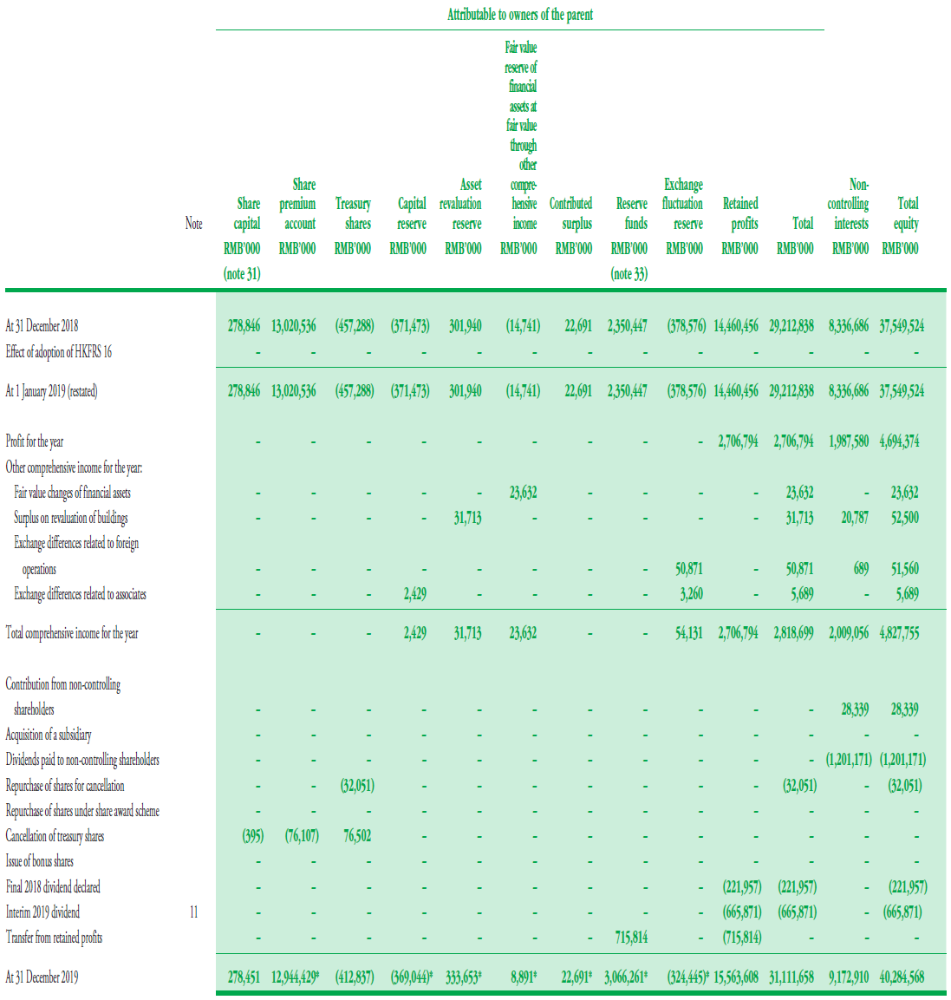 Attributable to owners of the parent
Fair value
reserve of
financial
assets at
fair value
through
other
Share Asset compre- Exchange Non-
Share premium Treasury Capital revaluation hensive Contributed Reserve fluctuation Retained controlling Total
Note capital account shares reserve reserve income surplus funds reserve profits Total interests equity
RMB'000 RMB'000 RMB'000 RMB'000 RMB'000 RMB'000 RMB'000 RMB'000 RMB'000 RMB'000 RMB'000 RMB'000 RMB'000
(note 31) (note 33)
At 31 December 2018 278,846 13,020,536 (457,288) (371,473) 301,940 (14,741) 22,691 2,350,447 (378,576) 14,460,456 29,212,838 8,336,686 37,549,524
Effect of adoption of HKFRS 16 – – – – – – – – – – – – –
At 1 January 2019 (restated) 278,846 13,020,536 (457,288) (371,473) 301,940 (14,741) 22,691 2,350,447 (378,576) 14,460,456 29,212,838 8,336,686 37,549,524
Profit for the year – – – – – – – – – 2,706,794 2,706,794 1,987,580 4,694,374
Other comprehensive income for the year:
Fair value changes of financial assets – – – – – 23,632 – – – – 23,632 – 23,632
Surplus on revaluation of buildings – – – – 31,713 – – – – – 31,713 20,787 52,500
Exchange differences related to foreign
operations – – – – – – – – 50,871 – 50,871 689 51,560
Exchange differences related to associates – – – 2,429 – – – – 3,260 – 5,689 – 5,689
Total comprehensive income for the year – – – 2,429 31,713 23,632 – – 54,131 2,706,794 2,818,699 2,009,056 4,827,755
Contribution from non-controlling
shareholders – – – – – – – – – – – 28,339 28,339
Acquisition of a subsidiary – – – – – – – – – – – – –
Dividends paid to non-controlling shareholders – – – – – – – – – – – (1,201,171) (1,201,171)
Repurchase of shares for cancellation – – (32,051) – – – – – – – (32,051) – (32,051)
Repurchase of shares under share award scheme – – – – – – – – – – – – –
Cancellation of treasury shares (395) (76,107) 76,502 – – – – – – – – – –
Issue of bonus shares – – – – – – – – – – – – –
Final 2018 dividend declared – – – – – – – – – (221,957) (221,957) – (221,957)
Interim 2019 dividend 11 – – – – – – – – – (665,871) (665,871) – (665,871)
Transfer from retained profits – – – – – – – 715,814 – (715,814) – – –
At 31 December 2019 278,451 12,944,429* (412,837) (369,044)* 333,653* 8,891* 22,691* 3,066,261* (324,445)* 15,563,608 31,111,658 9,172,910 40,284,568